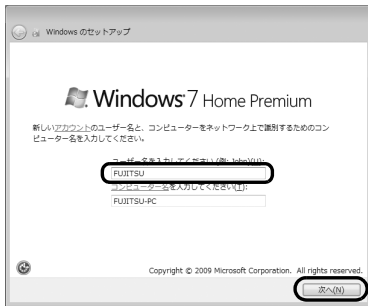 Windows のセットアップ
Windows 7 Home Premium
新しいアカウントのユーザー名と、コンピューターをネットワーク上で識別するためのコン
ピューター名を入力してください。
ユーザー名を入力してください (例: John)(U):
FUJITSU
コンピューター名を入力してください(T):
FUJITSU-PC
Copyright © 2009 Microsoft Corporation. All rights reserved.
次へ(N)